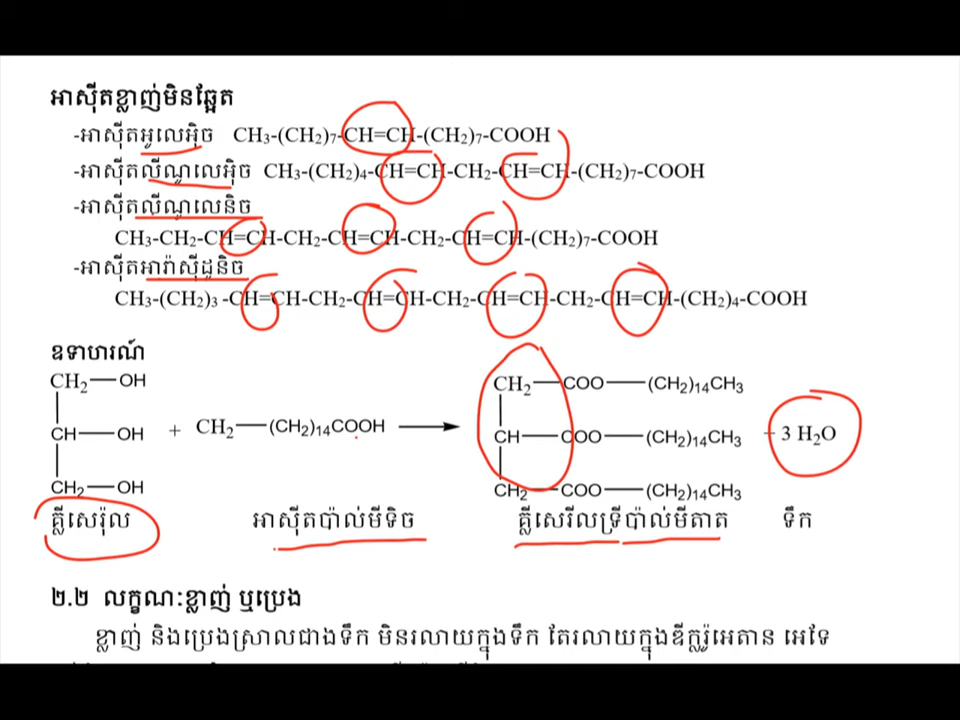 អាស៊ីតខ្លាញ់មិនឆ្អែត
-អាស៊ីតអូលេអ៊ិច CH3-(CH2)7-CH=CH-(CH2)7-COOH
-អាស៊ីតលីណូលេអ៊ិច CH3-(CH2)4-CH=CH-CH2-CH=CH-(CH2)7-COOH
-អាស៊ីតលីណូលេនិច
CH3-CH2-CH=CH-CH2-CH=CH-CH2-CH=CH-(CH2)7-COOH
-អាស៊ីតអារ៉ាស៊ីដូនិច
CH3-(CH2)3 -CH=CH-CH2-CH=CH-CH2-CH=CH-CH2-CH=CH-(CH2)4-COOH
ឧទាហរណ៍
CH2—OH CH2—COO—(CH2)14CH3
CH—OH + CH2—(CH2)14COOH → CH—COO—(CH2)14CH3 + 3 H2O
CH2—OH CH2—COO—(CH2)14CH3
គ្លីសេរ៉ុល អាស៊ីតប៉ាល់មីទិច គ្លីសេរីលទ្រីប៉ាល់មីតាត ទឹក
២.២ លក្ខណៈខ្លាញ់ ឬប្រេង
ខ្លាញ់ និងប្រេងស្រាលជាងទឹក មិនរលាយក្នុងទឹក តែរលាយក្នុងឌីក្លរ៉ូអេតាន អេទែ